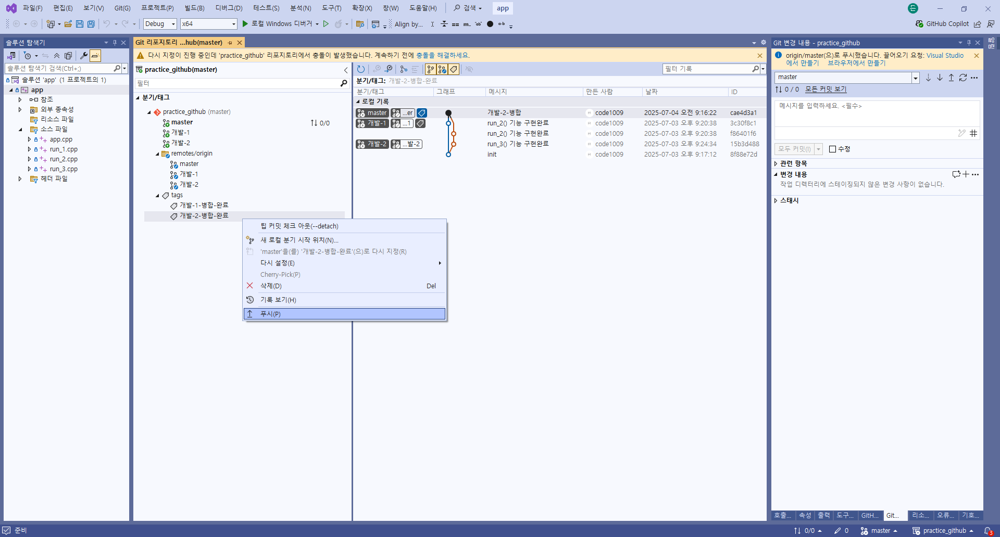 파일(F) 편집(E) 보기(V) Git(G) 프로젝트(P) 빌드(B) 디버그(D) 테스트(S) 분석(N) 도구(T) 확장(X) 창(W) 도움말(H) 검색 app
Debug x64 로컬 Windows 디버거 Align by... GitHub Copilot
솔루션 탐색기
솔루션 탐색기 검색(Ctrl+;)
솔루션 'app' (1 프로젝트의 1)
app
참조
외부 종속성
리소스 파일
소스 파일
app.cpp
run_1.cpp
run_2.cpp
run_3.cpp
헤더 파일
Git 리포지토리 ...hub(master)
다시 지정이 진행 중인데 'practice_github' 리포지토리에서 충돌이 발생했습니다. 계속하기 전에 충돌을 해결하세요.
practice_github(master)
필터
분기/태그
practice_github (master)
master 0/0
개발-1
개발-2
remotes/origin
master
개발-1
개발-2
tags
개발-1-병합-완료
개발-2-병합-완료
팁 커밋 체크 아웃(--detach)
새 로컬 분기 시작 위치(N)...
'master'을(를) '개발-2-병합-완료'(으)로 다시 지정(R)
다시 설정(E)
Cherry-Pick(P)
삭제(D) Del
기록 보기(H)
푸시(P)
필터 기록
분기/태그: 개발-2-병합-완료
분기/태그 그래프 메시지 만든 사람 날짜 ID
로컬 기록
master ...er 개발-2-병합 code1009 2025-07-04 오전 9:16:22 cae4d3a1
개발-1 ...1 run_2() 기능 구현완료 code1009 2025-07-03 오후 9:20:38 3c30f8c1
run_2() 기능 구현완료 code1009 2025-07-03 오후 9:20:38 f86401f6
개발-2 ...발-2 run_3() 기능 구현완료 code1009 2025-07-03 오후 9:24:34 15b3d488
init code1009 2025-07-03 오후 9:17:12 8f88e72d
Git 변경 내용 - practice_github
origin/master(으)로 푸시했습니다. 끌어오기 요청: Visual Studio
에서 만들기 브라우저에서 만들기
master
0 / 0 모든 커밋 보기
메시지를 입력하세요. <필수>
모두 커밋(I) 수정
관련 항목
변경 내용
작업 디렉터리에 스테이징되지 않은 변경 사항이 없습니다.
스태시
호출... 속성 출력 도구... GitH... Git... 리소... 오류... 기호...
알림
준비 0/0 0 master practice_github 3